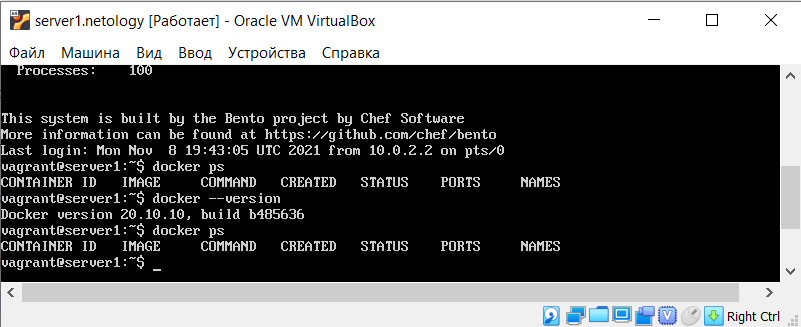 server1.netology [Работает] - Oracle VM VirtualBox
Файл Машина Вид Ввод Устройства Справка
Processes: 100
This system is built by the Bento project by Chef Software
More information can be found at https://github.com/chef/bento
Last login: Mon Nov  8 19:43:05 UTC 2021 from 10.0.2.2 on pts/0
vagrant@server1:~$ docker ps
CONTAINER ID   IMAGE     COMMAND   CREATED   STATUS    PORTS     NAMES
vagrant@server1:~$ docker --version
Docker version 20.10.10, build b485636
vagrant@server1:~$ docker ps
CONTAINER ID   IMAGE     COMMAND   CREATED   STATUS    PORTS     NAMES
vagrant@server1:~$ _
Right Ctrl